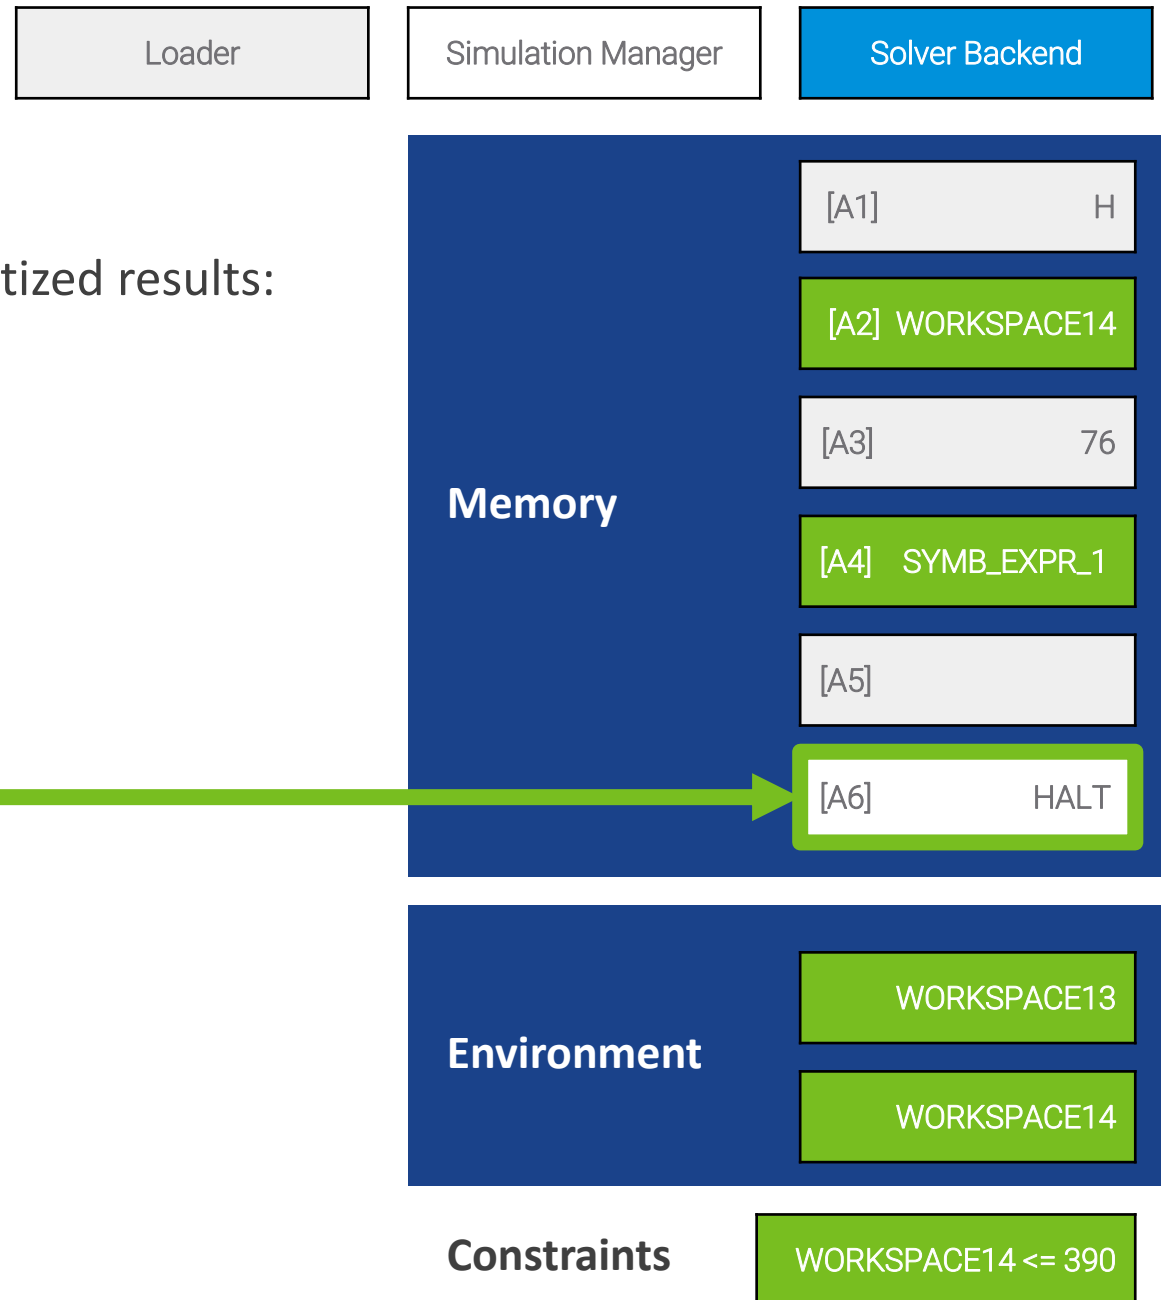 Loader
Simulation Manager
Solver Backend
tized results:
Memory
[A1] H
[A2] WORKSPACE14
[A3] 76
[A4] SYMB_EXPR_1
[A5]
[A6] HALT
Environment
WORKSPACE13
WORKSPACE14
Constraints
WORKSPACE14 <= 390